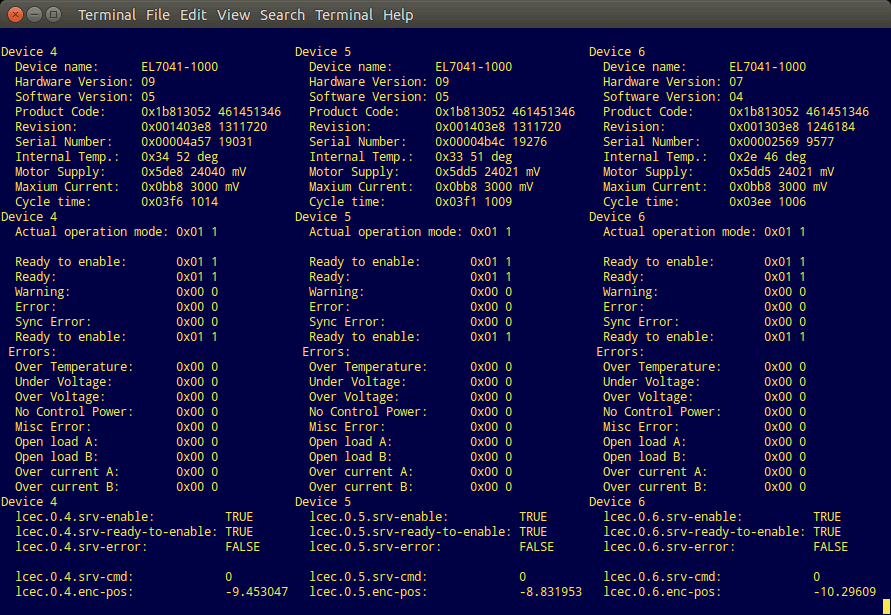 Terminal File Edit View Search Terminal Help
Device 4 Device 5 Device 6
Device name: EL7041-1000 Device name: EL7041-1000 Device name: EL7041-1000
Hardware Version: 09 Hardware Version: 09 Hardware Version: 07
Software Version: 05 Software Version: 05 Software Version: 04
Product Code: 0x1b813052 461451346 Product Code: 0x1b813052 461451346 Product Code: 0x1b813052 461451346
Revision: 0x001403e8 1311720 Revision: 0x001403e8 1311720 Revision: 0x001303e8 1246184
Serial Number: 0x00004a57 19031 Serial Number: 0x00004b4c 19276 Serial Number: 0x00002569 9577
Internal Temp.: 0x34 52 deg Internal Temp.: 0x33 51 deg Internal Temp.: 0x2e 46 deg
Motor Supply: 0x5de8 24040 mV Motor Supply: 0x5dd5 24021 mV Motor Supply: 0x5dd5 24021 mV
Maxium Current: 0x0bb8 3000 mV Maxium Current: 0x0bb8 3000 mV Maxium Current: 0x0bb8 3000 mV
Cycle time: 0x03f6 1014 Cycle time: 0x03f1 1009 Cycle time: 0x03ee 1006
Device 4 Device 5 Device 6
Actual operation mode: 0x01 1 Actual operation mode: 0x01 1 Actual operation mode: 0x01 1
Ready to enable: 0x01 1 Ready to enable: 0x01 1 Ready to enable: 0x01 1
Ready: 0x01 1 Ready: 0x01 1 Ready: 0x01 1
Warning: 0x00 0 Warning: 0x00 0 Warning: 0x00 0
Error: 0x00 0 Error: 0x00 0 Error: 0x00 0
Sync Error: 0x00 0 Sync Error: 0x00 0 Sync Error: 0x00 0
Ready to enable: 0x01 1 Ready to enable: 0x01 1 Ready to enable: 0x01 1
Errors: Errors: Errors:
Over Temperature: 0x00 0 Over Temperature: 0x00 0 Over Temperature: 0x00 0
Under Voltage: 0x00 0 Under Voltage: 0x00 0 Under Voltage: 0x00 0
Over Voltage: 0x00 0 Over Voltage: 0x00 0 Over Voltage: 0x00 0
No Control Power: 0x00 0 No Control Power: 0x00 0 No Control Power: 0x00 0
Misc Error: 0x00 0 Misc Error: 0x00 0 Misc Error: 0x00 0
Open load A: 0x00 0 Open load A: 0x00 0 Open load A: 0x00 0
Open load B: 0x00 0 Open load B: 0x00 0 Open load B: 0x00 0
Over current A: 0x00 0 Over current A: 0x00 0 Over current A: 0x00 0
Over current B: 0x00 0 Over current B: 0x00 0 Over current B: 0x00 0
Device 4 Device 5 Device 6
lcec.0.4.srv-enable: TRUE lcec.0.5.srv-enable: TRUE lcec.0.6.srv-enable: TRUE
lcec.0.4.srv-ready-to-enable: TRUE lcec.0.5.srv-ready-to-enable: TRUE lcec.0.6.srv-ready-to-enable: TRUE
lcec.0.4.srv-error: FALSE lcec.0.5.srv-error: FALSE lcec.0.6.srv-error: FALSE
lcec.0.4.srv-cmd: 0 lcec.0.5.srv-cmd: 0 lcec.0.6.srv-cmd: 0
lcec.0.4.enc-pos: -9.453047 lcec.0.5.enc-pos: -8.831953 lcec.0.6.enc-pos: -10.29609